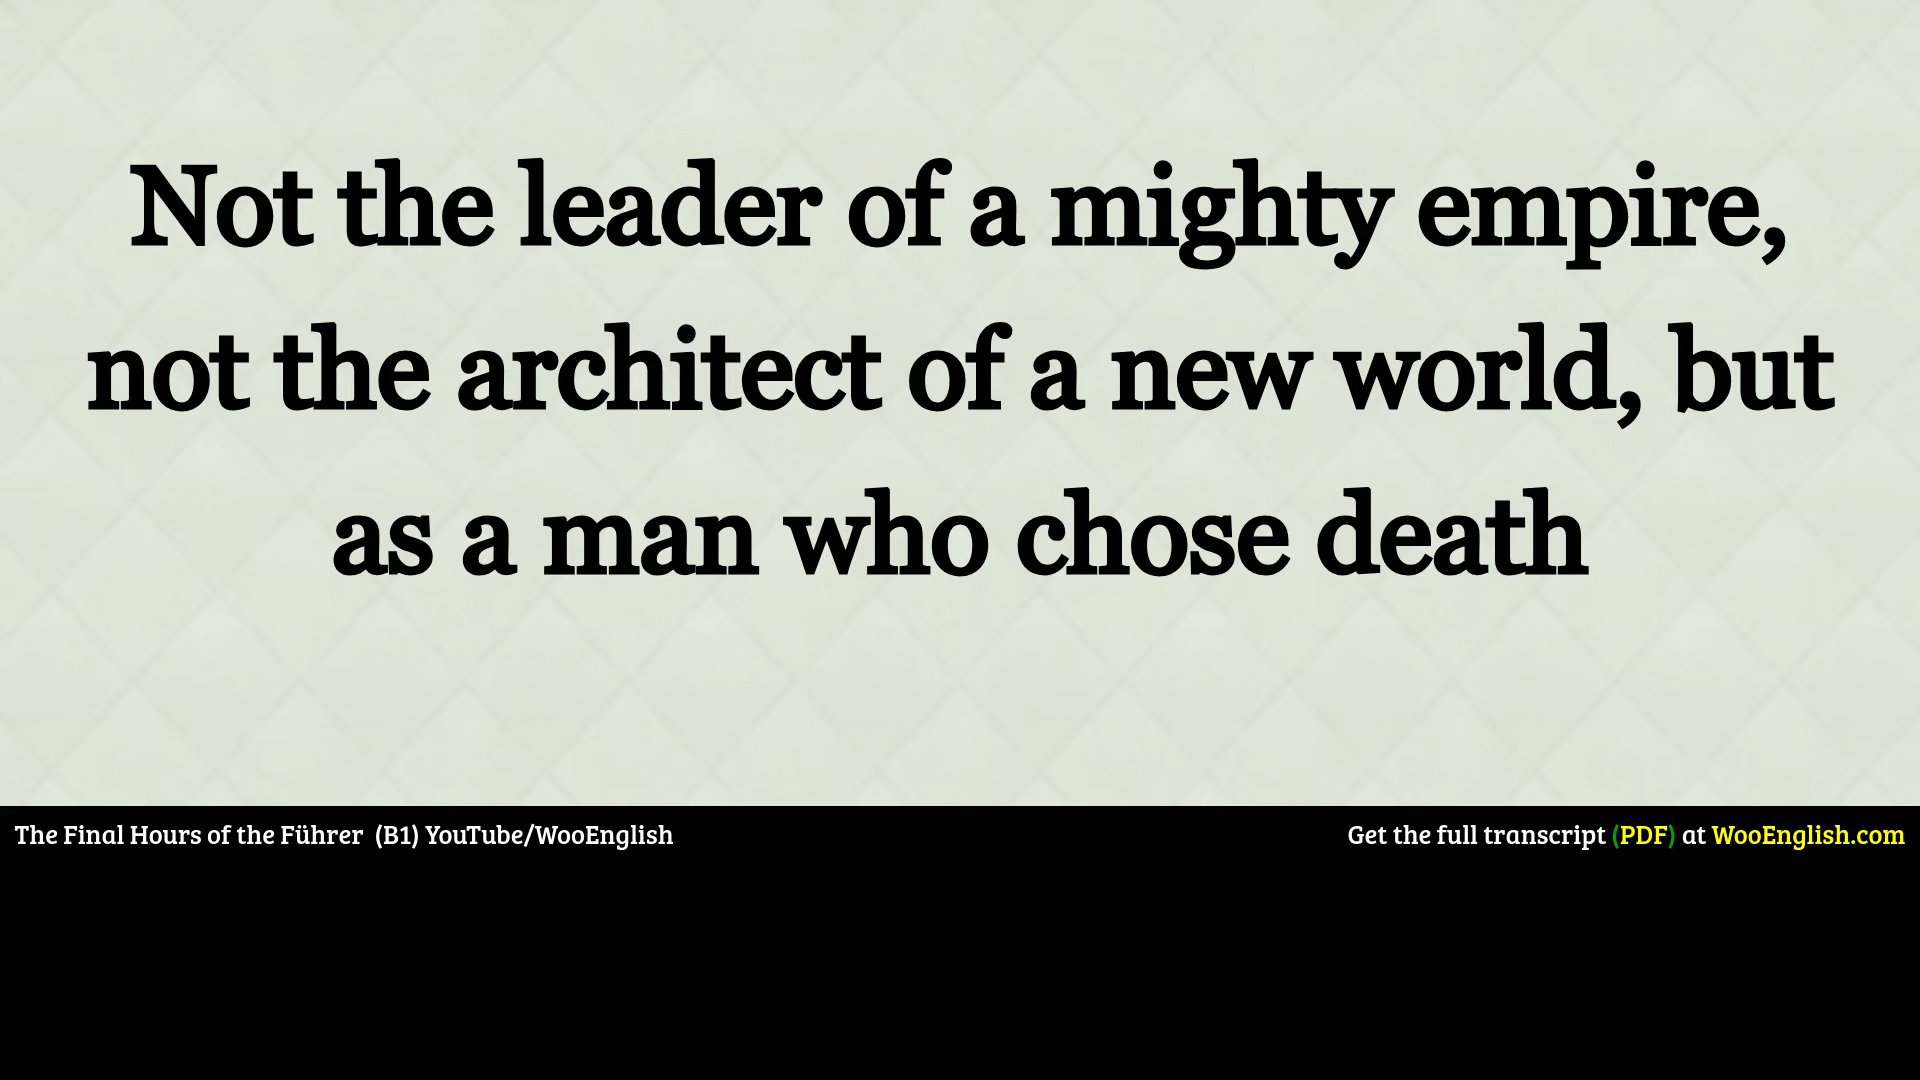 Not the leader of a mighty empire,
not the architect of a new world, but
as a man who chose death
The Final Hours of the Führer (B1) YouTube/WooEnglish
Get the full transcript (PDF) at WooEnglish.com